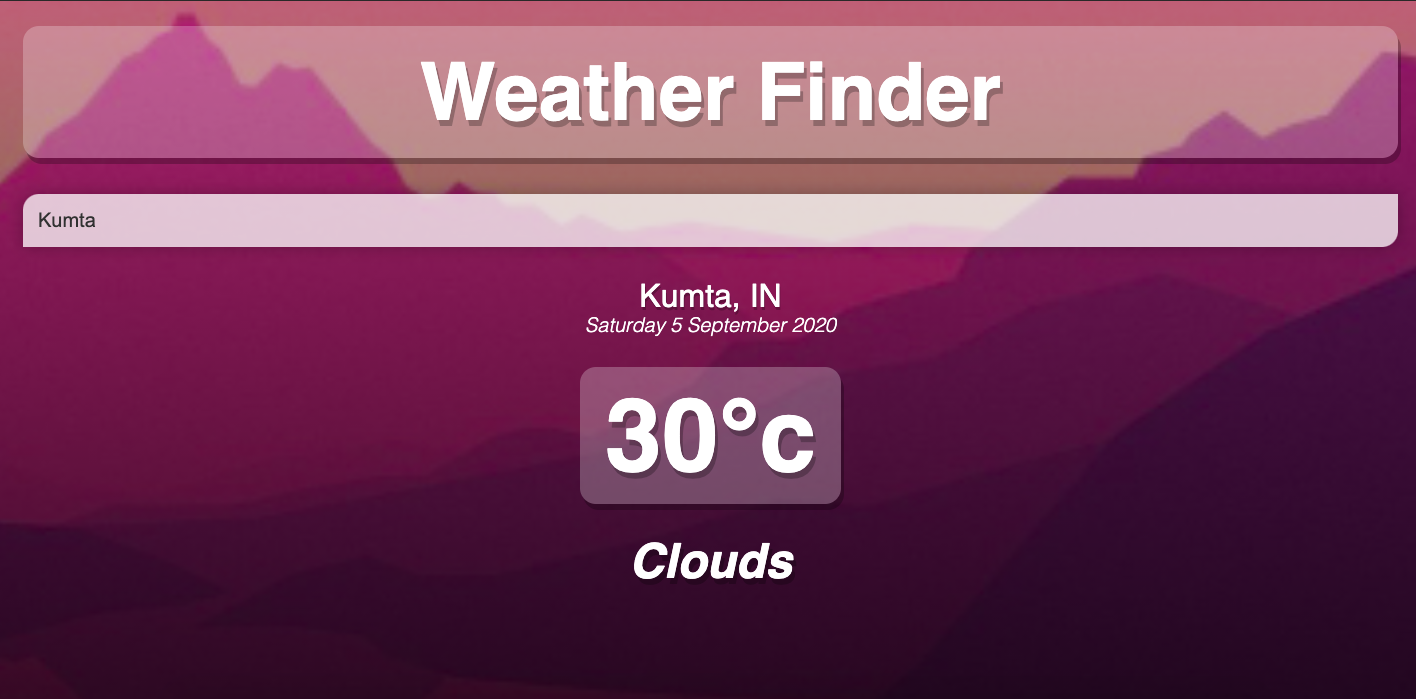 Weather Finder
Kumta
Kumta, IN
Saturday 5 September 2020
30°c
Clouds